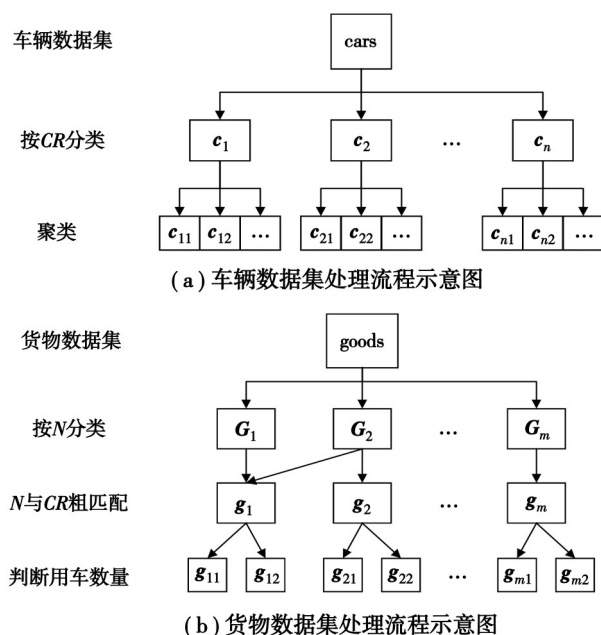 车辆数据集 cars
按CR分类 c1 c2 … cn
聚类 c11 c12 … c21 c22 … cn1 cn2 …
(a)车辆数据集处理流程示意图
货物数据集 goods
按N分类 G1 G2 … Gm
N与CR粗匹配 g1 g2 … gm
判断用车数量 g11 g12 g21 g22 … gm1 gm2
(b)货物数据集处理流程示意图